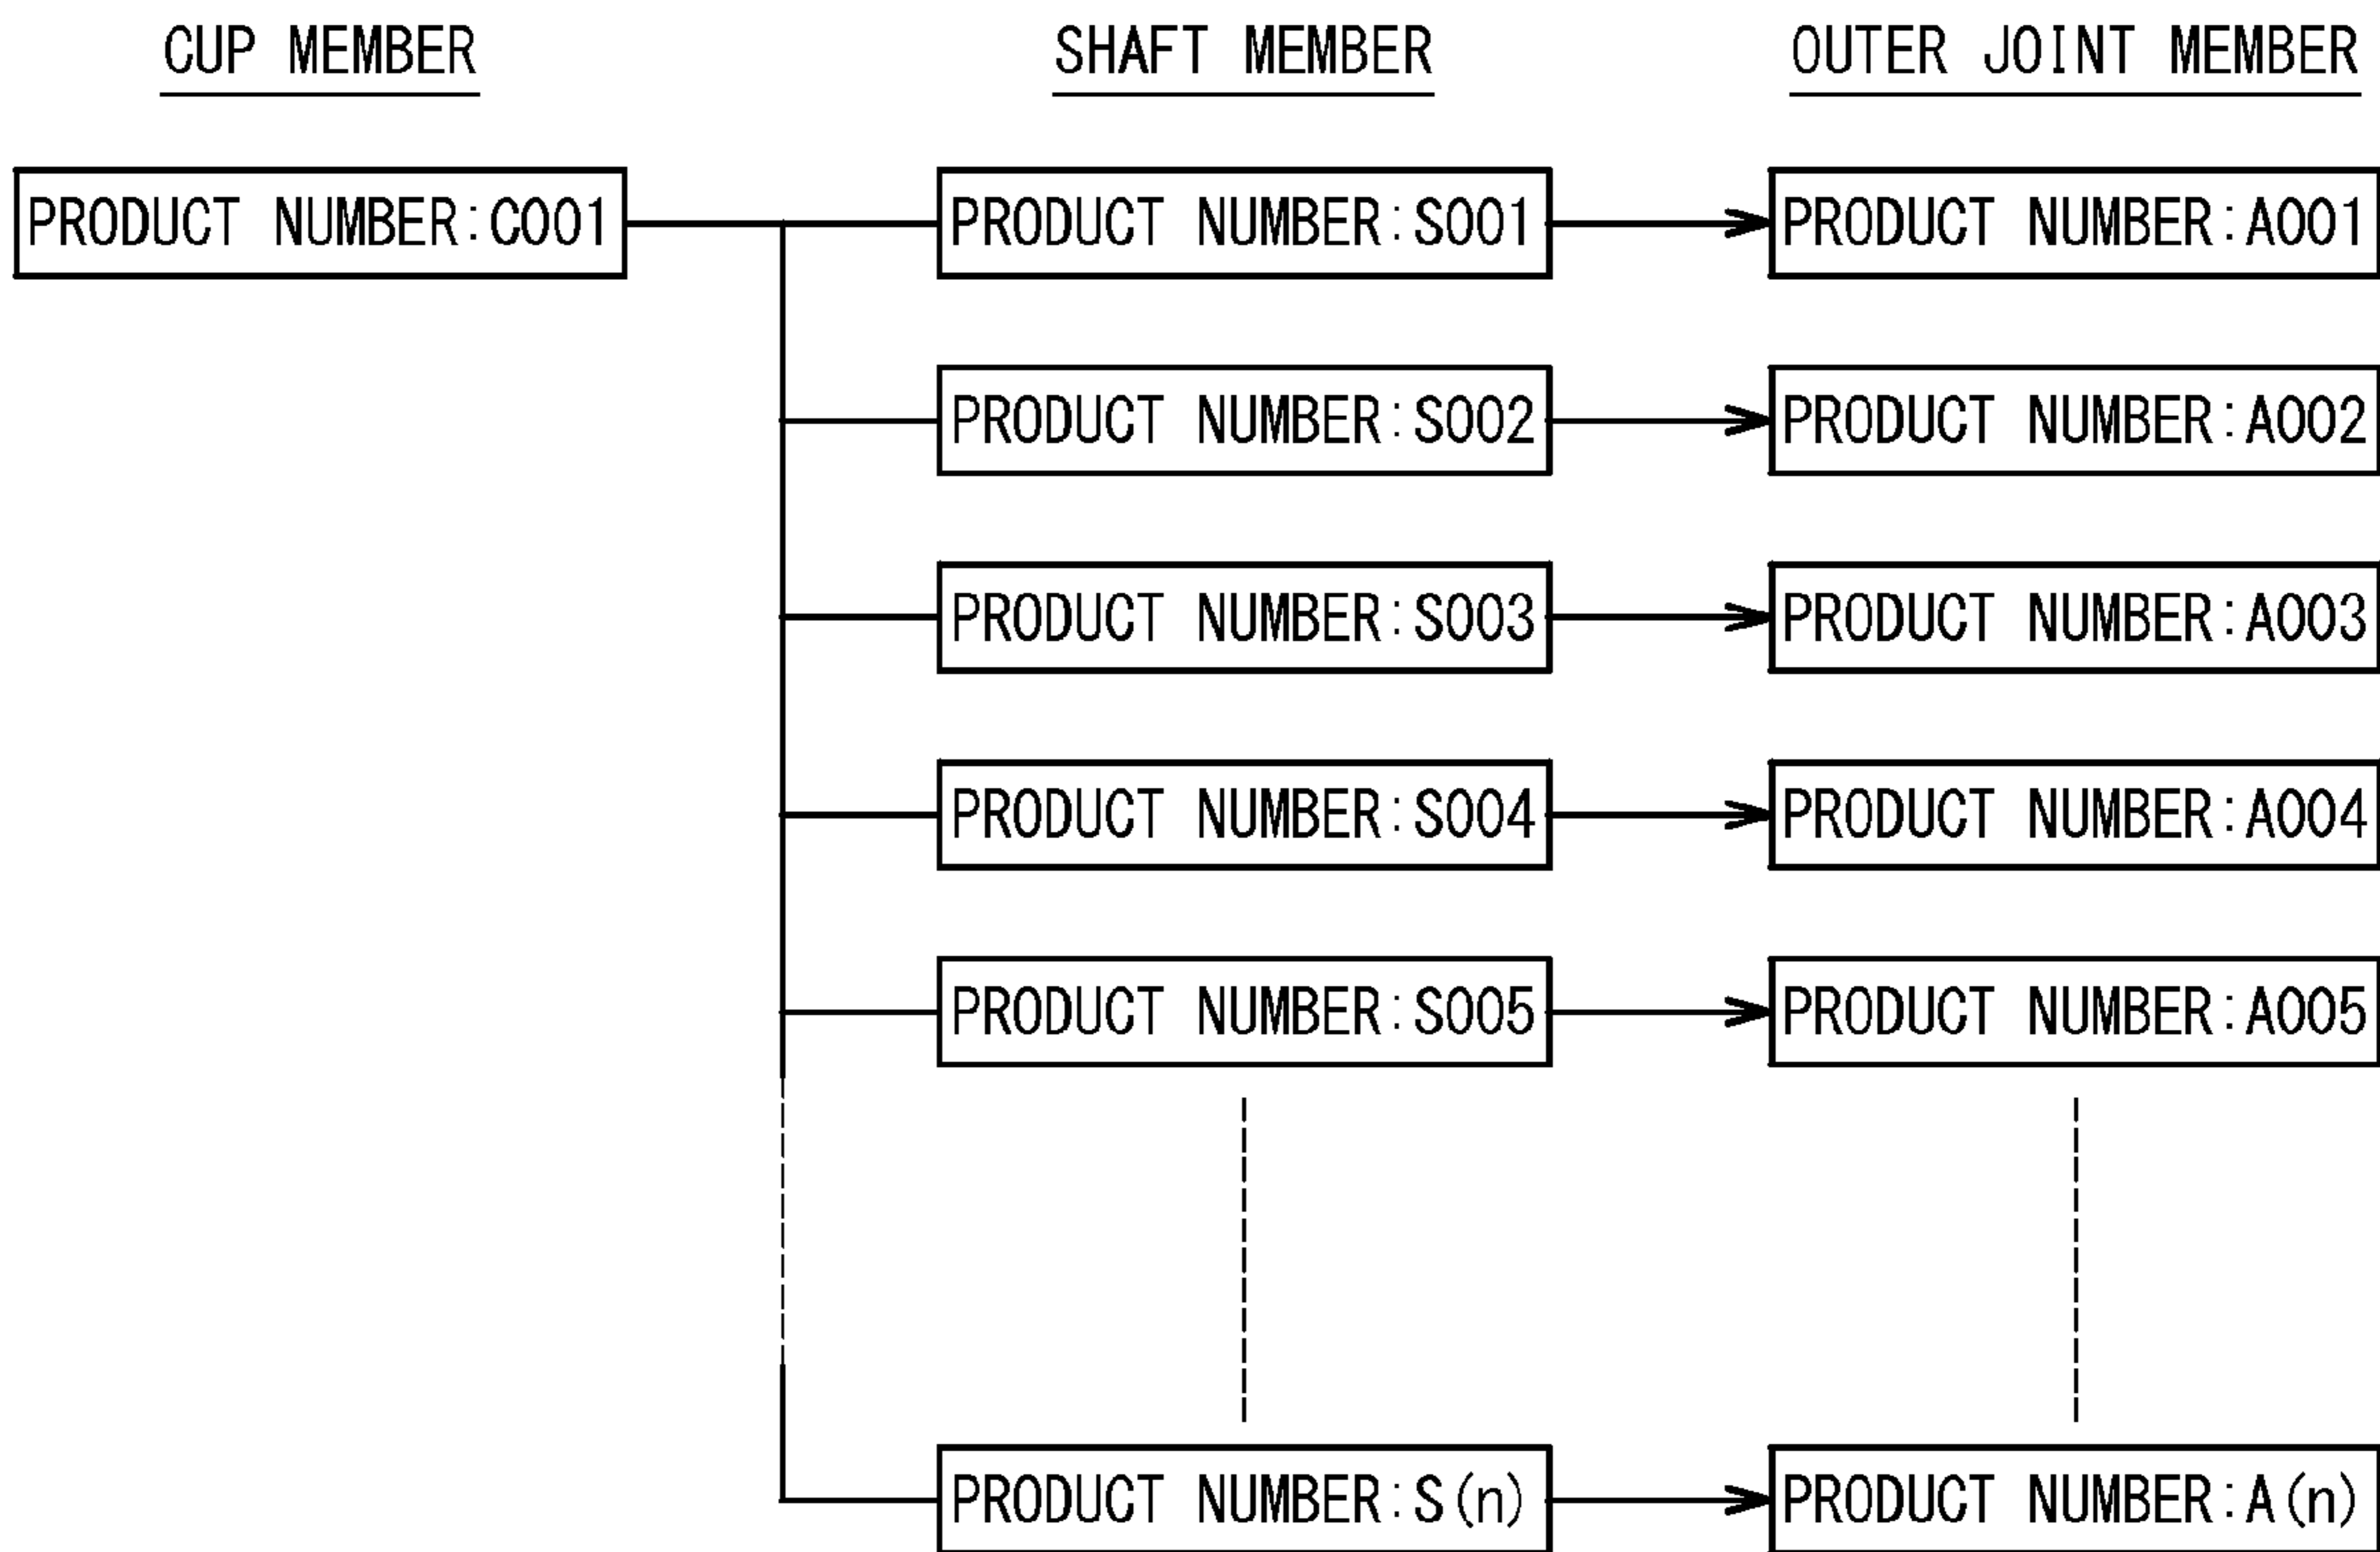 CUP MEMBER SHAFT MEMBER OUTER JOINT MEMBER
PRODUCT NUMBER:C001 PRODUCT NUMBER:S001 PRODUCT NUMBER:A001
PRODUCT NUMBER:S002 PRODUCT NUMBER:A002
PRODUCT NUMBER:S003 PRODUCT NUMBER:A003
PRODUCT NUMBER:S004 PRODUCT NUMBER:A004
PRODUCT NUMBER:S005 PRODUCT NUMBER:A005
PRODUCT NUMBER:S(n) PRODUCT NUMBER:A(n)